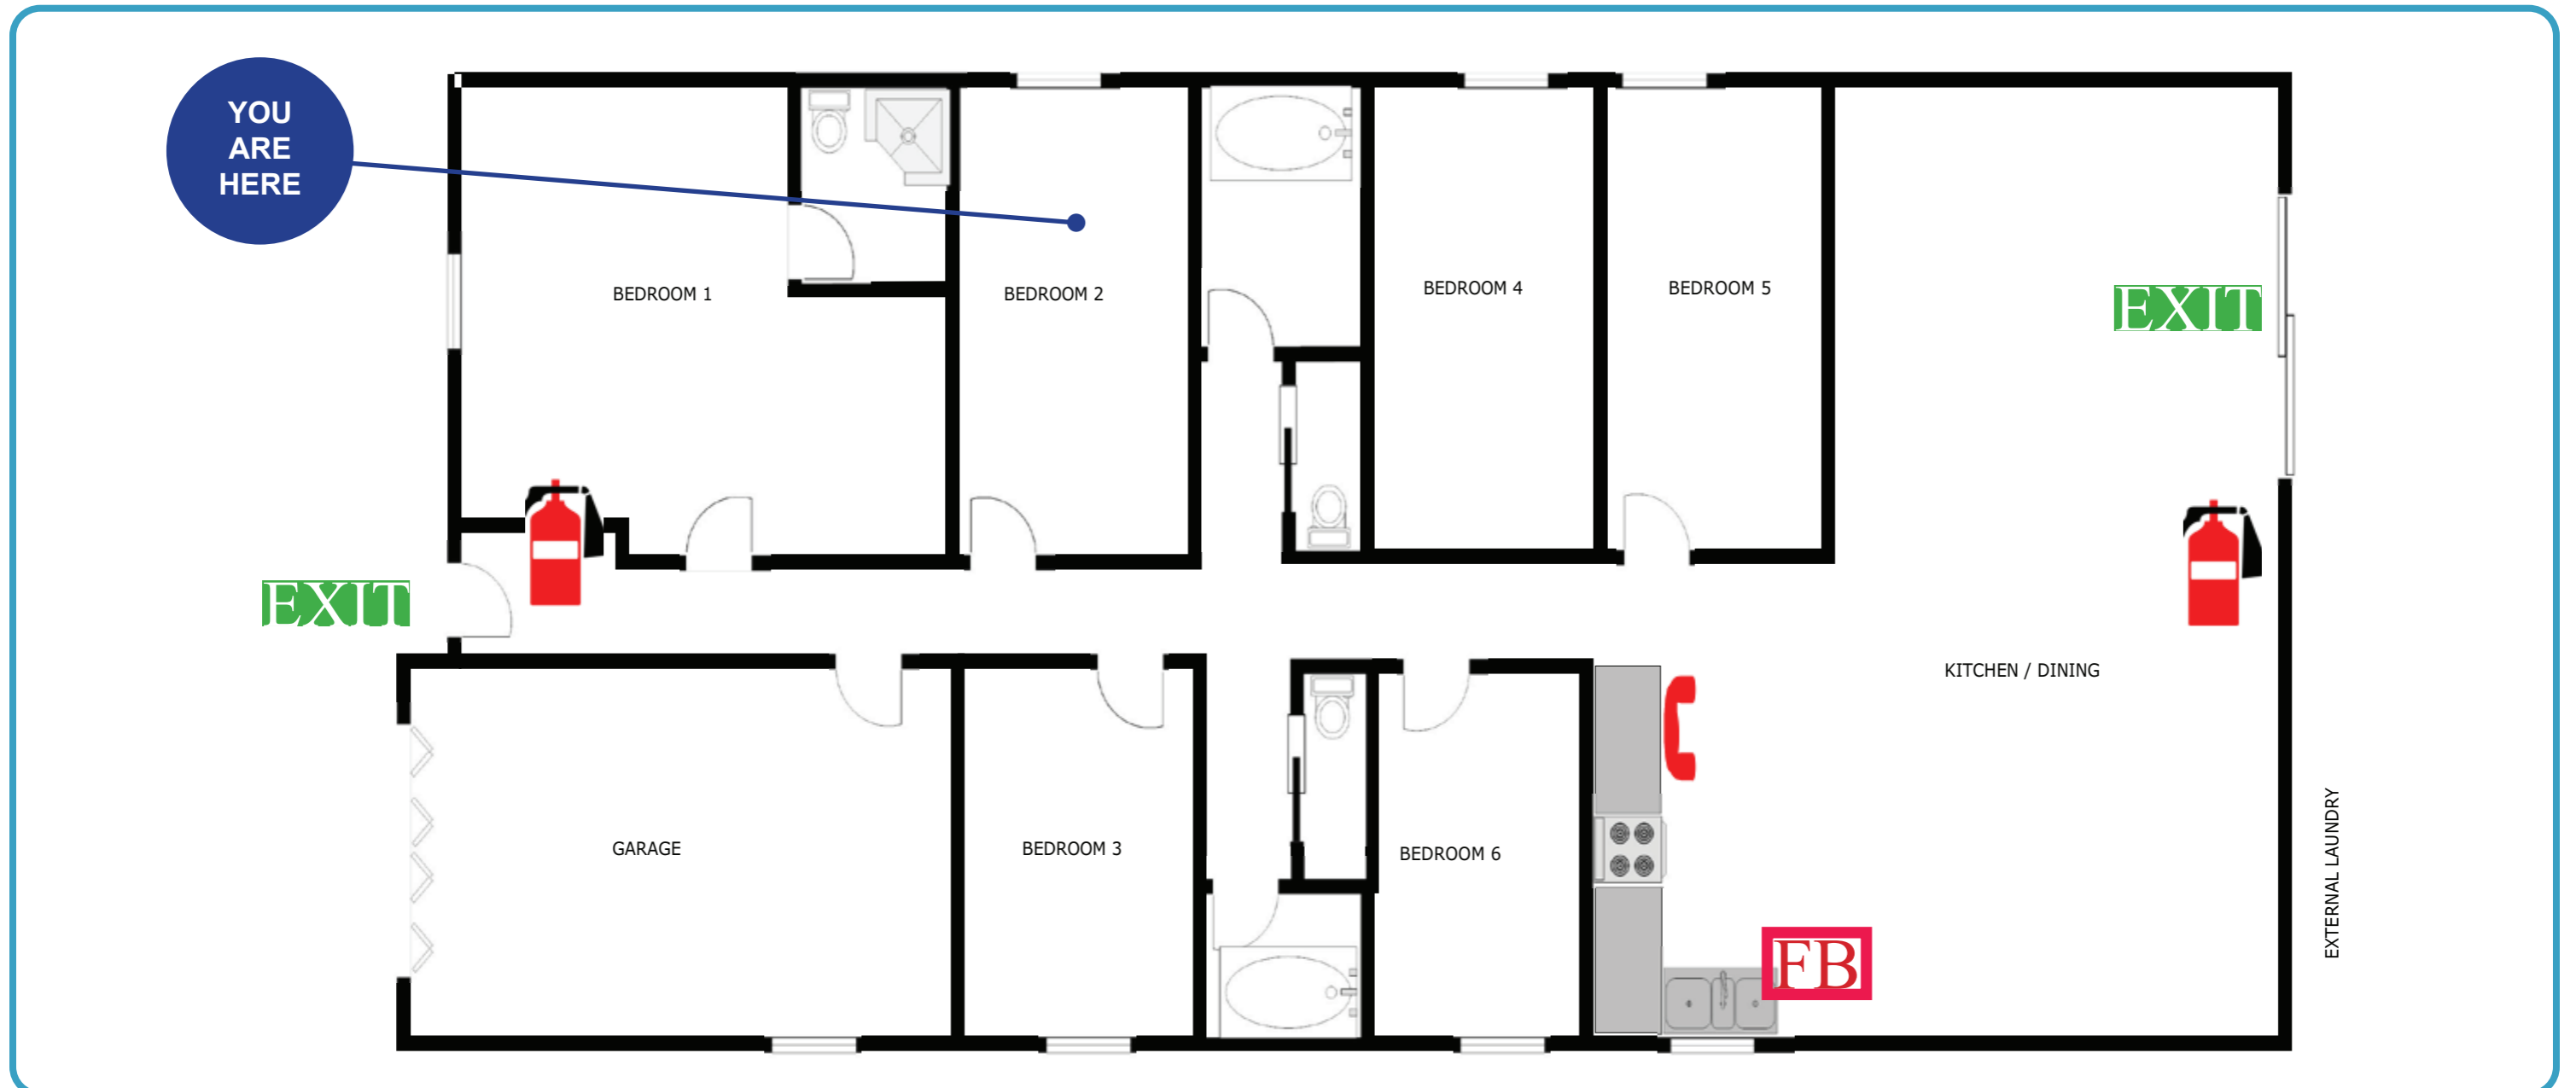 YOU
ARE
HERE
BEDROOM 1
BEDROOM 2
BEDROOM 4
BEDROOM 5
EXIT
EXIT
KITCHEN / DINING
GARAGE
BEDROOM 3
BEDROOM 6
EXTERNAL LAUNDRY
FB